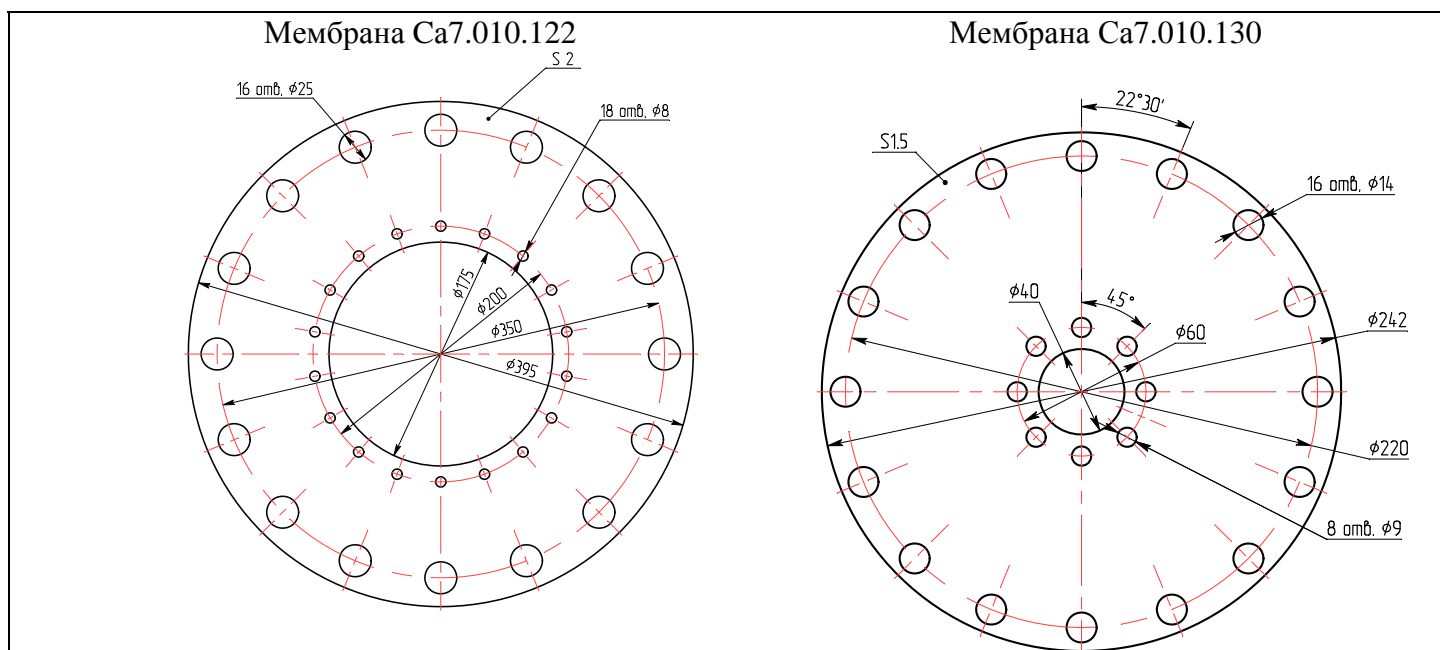 Мембрана Са7.010.122
S 2
16 отв. ϕ25
18 отв. ϕ8
ϕ175
ϕ200
ϕ350
ϕ395
Мембрана Са7.010.130
22°30'
S1.5
16 отв. ϕ14
ϕ40
45°
ϕ60
ϕ242
ϕ220
8 отв. ϕ9